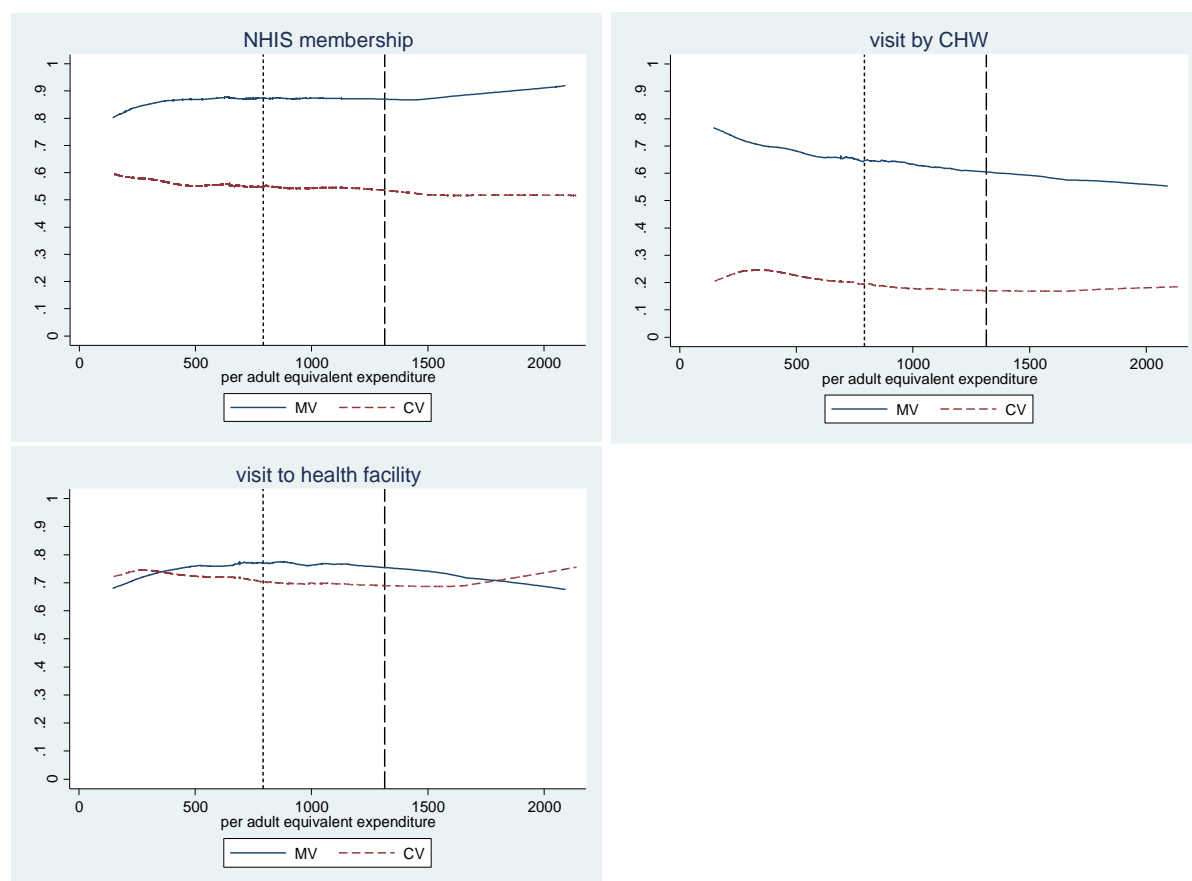 NHIS membership
1
.9
.8
.7
.6
.5
.4
.3
.2
.1
0
0 500 1000 1500 2000
per adult equivalent expenditure
MV CV
visit by CHW
1
.9
.8
.7
.6
.5
.4
.3
.2
.1
0
0 500 1000 1500 2000
per adult equivalent expenditure
MV CV
visit to health facility
1
.9
.8
.7
.6
.5
.4
.3
.2
.1
0
0 500 1000 1500 2000
per adult equivalent expenditure
MV CV